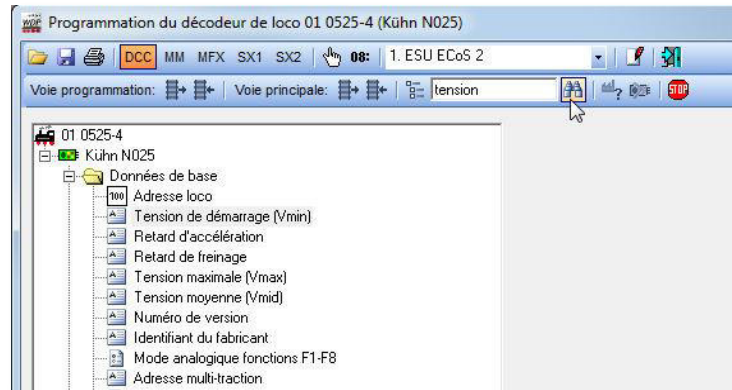 Programmation du décodeur de loco 01 0525-4 (Kühn N025)
DCC MM MFX SX1 SX2 08: 1. ESU ECoS 2
Voie programmation: Voie principale: tension ? STOP
01 0525-4
Kühn N025
Données de base
100 Adresse loco
Tension de démarrage (Vmin)
Retard d'accélération
Retard de freinage
Tension maximale (Vmax)
Tension moyenne (Vmid)
Numéro de version
Identifiant du fabricant
Mode analogique fonctions F1-F8
Adresse multi-traction